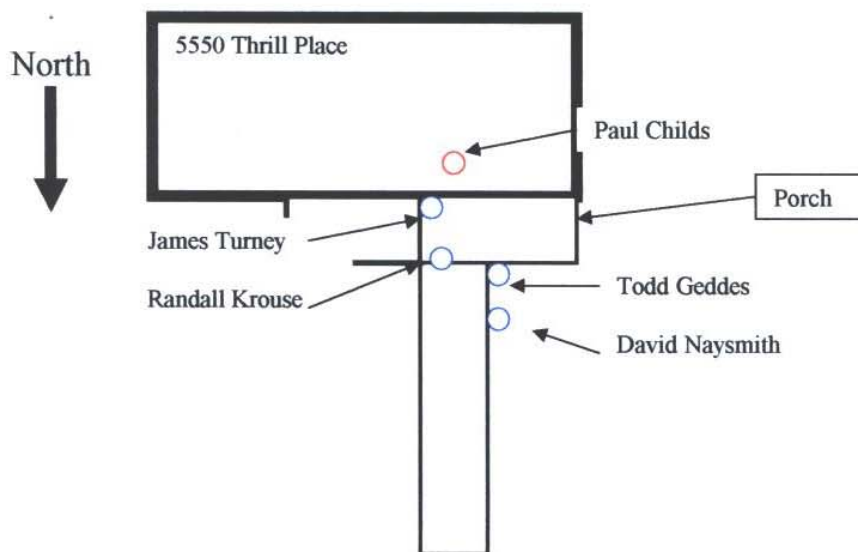 5550 Thrill Place
North
Paul Childs
Porch
James Turney
Randall Krouse
Todd Geddes
David Naysmith